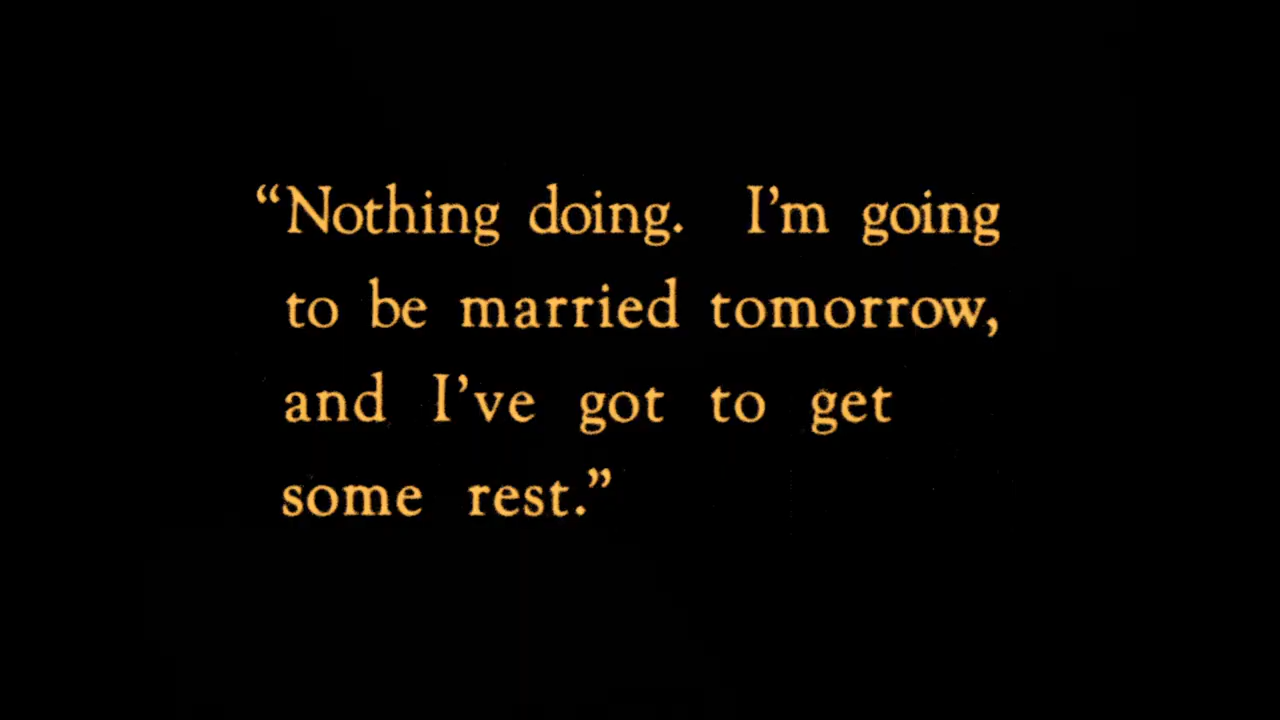 “Nothing doing.  I’m going
to be married tomorrow,
and I’ve got to get
some rest.”